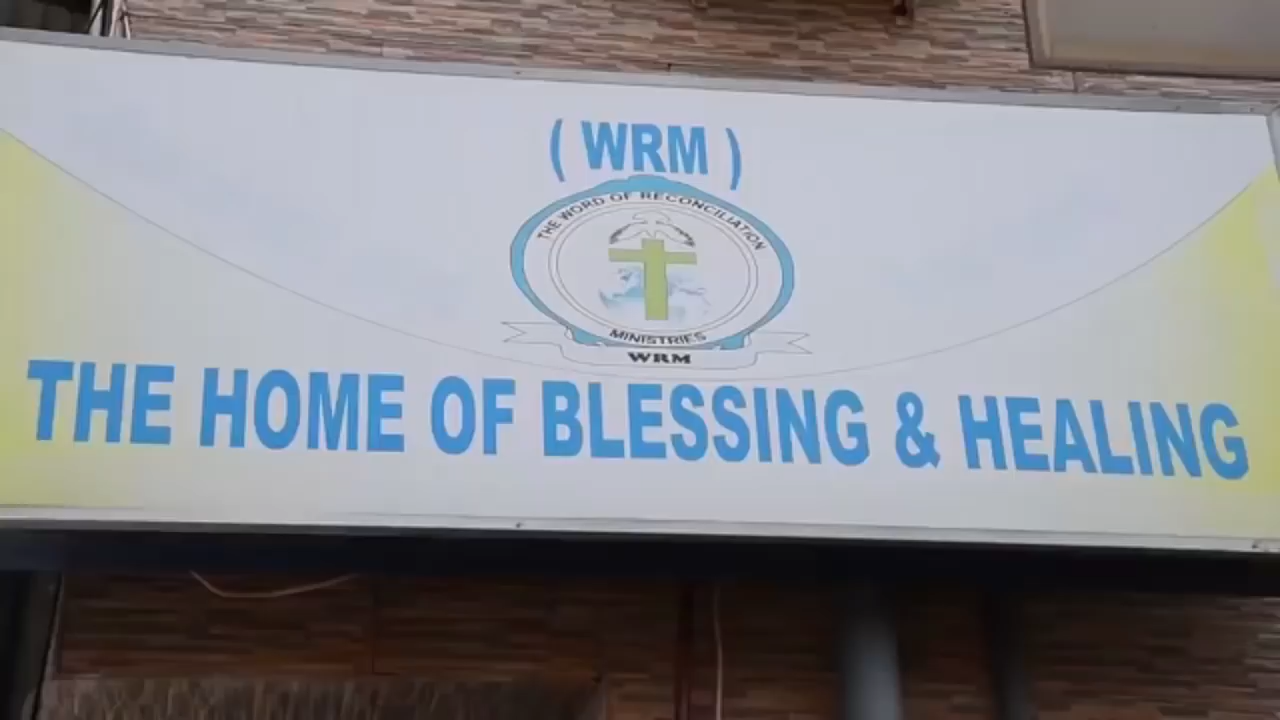 ( WRM )
THE WORD OF RECONCILIATION
MINISTRIES
WRM
THE HOME OF BLESSING & HEALING